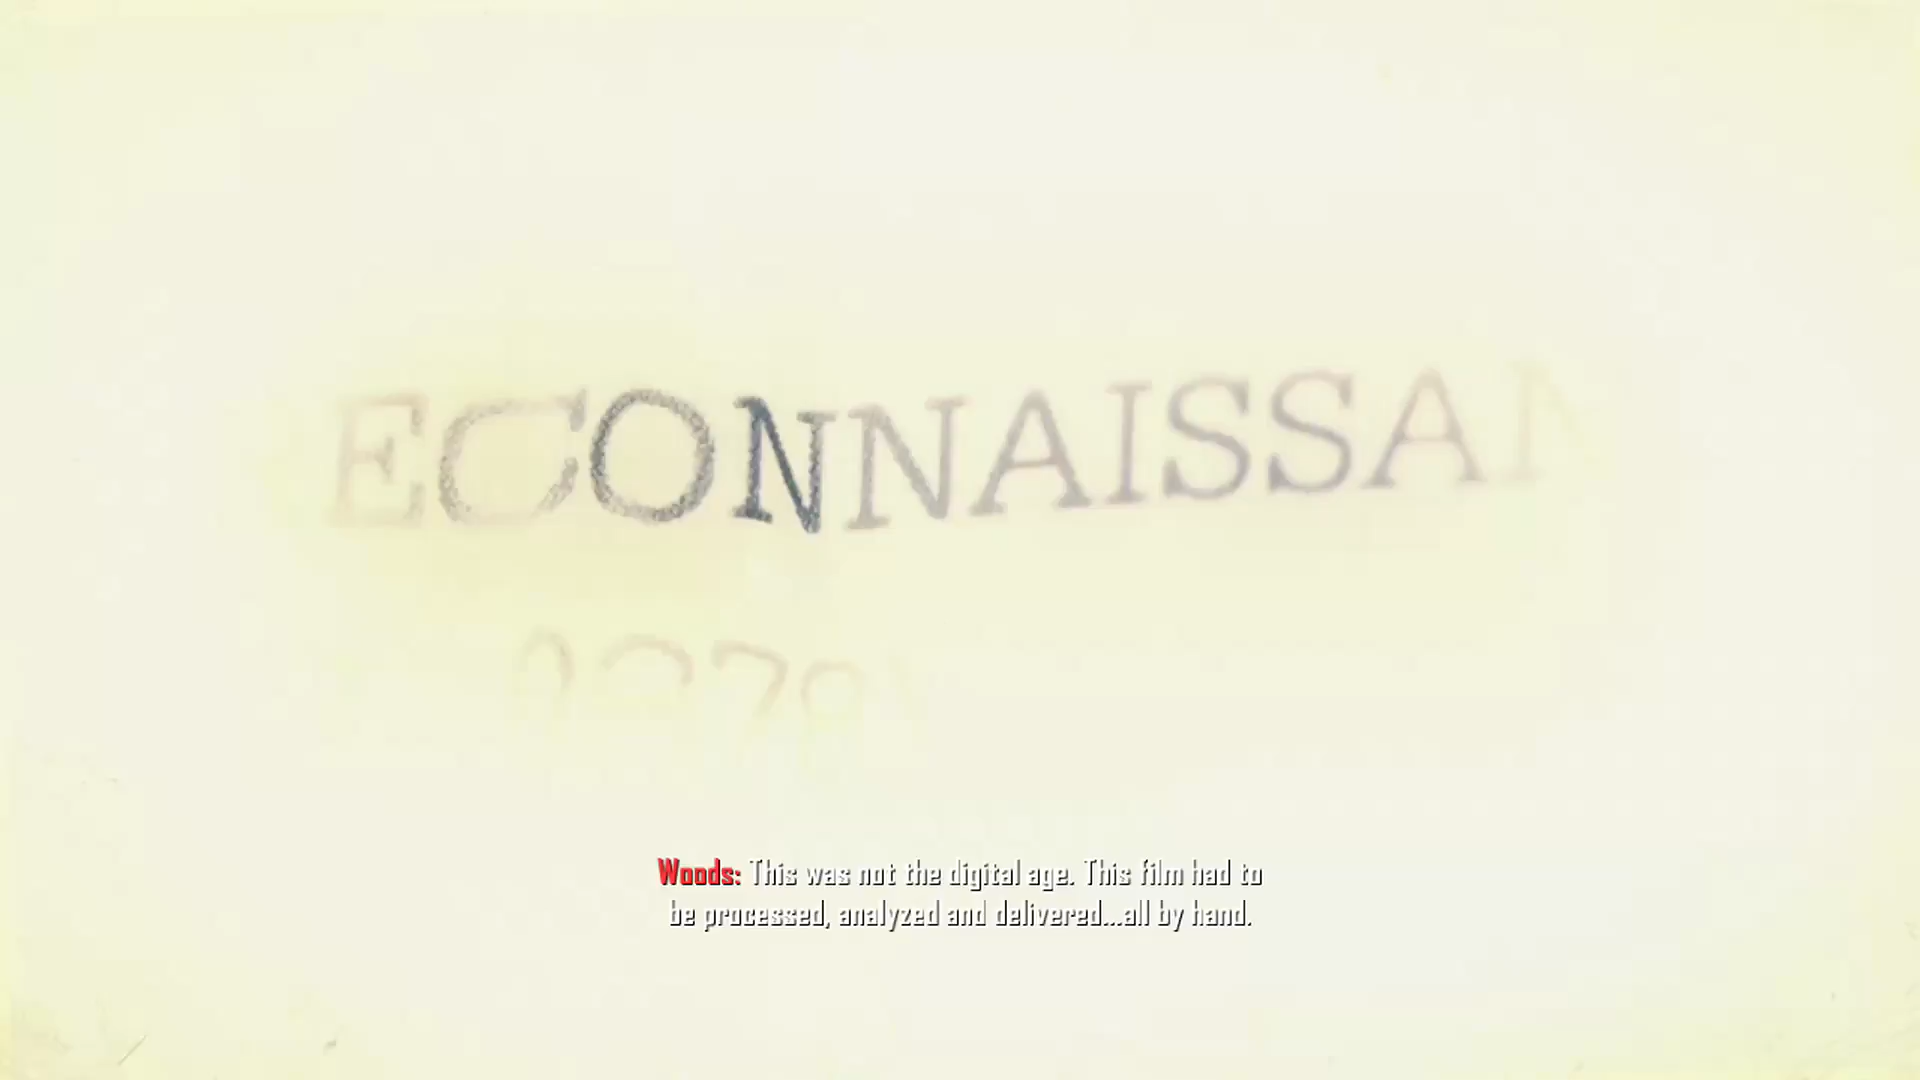 ECONNAISSAN
Woods: This was not the digital age. This film had to
be processed, analyzed and delivered...all by hand.